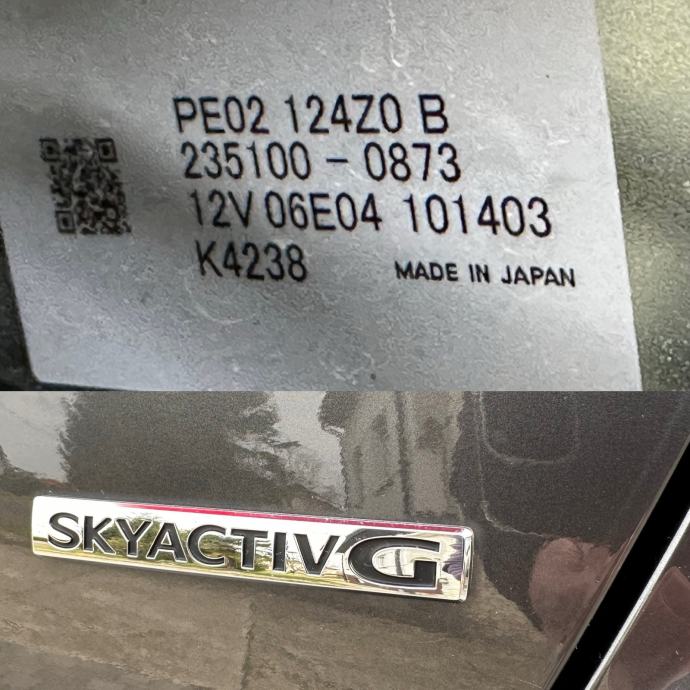 PE02 124Z0 B
235100-0873
12V 06E04 101403
K4238 MADE IN JAPAN
SKYACTIV G